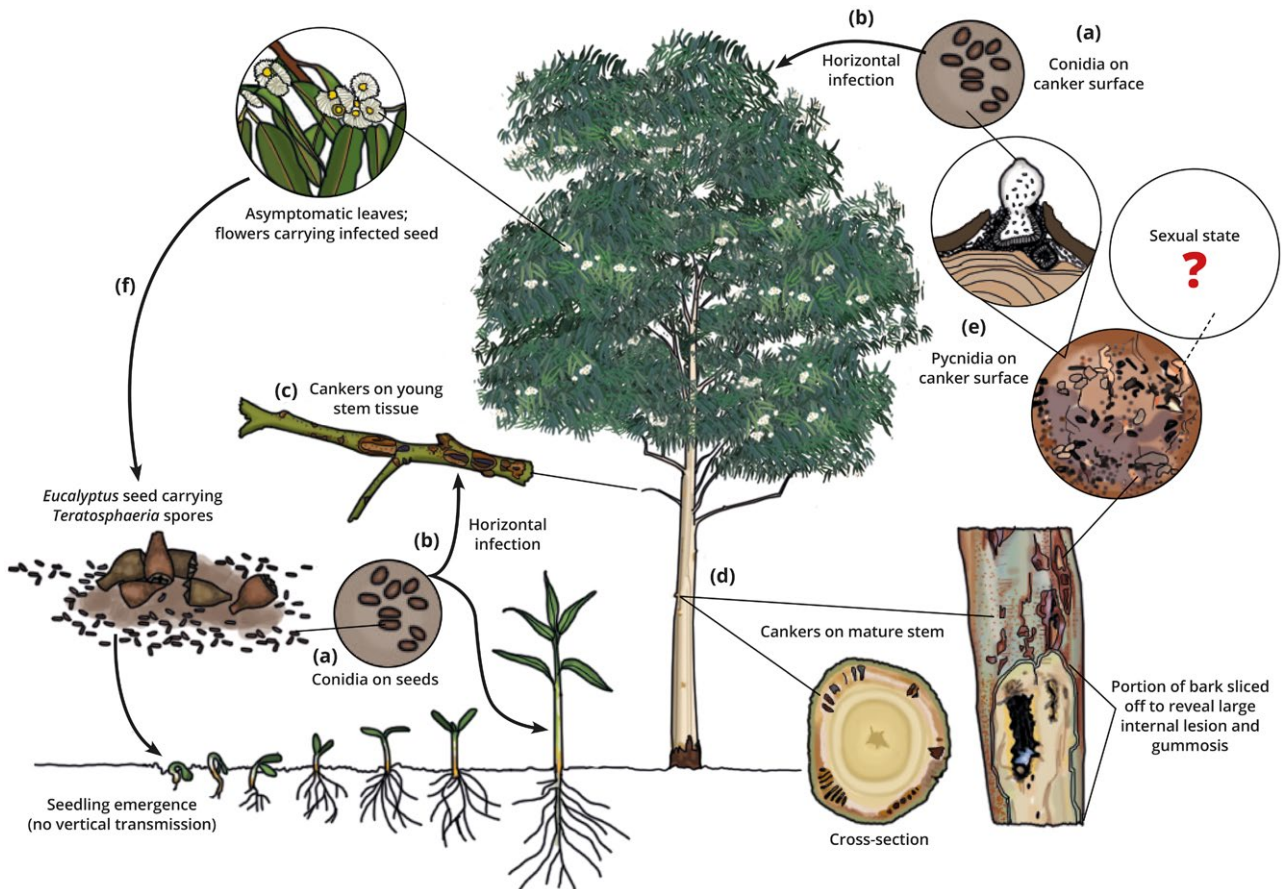 (b)
Horizontal
infection
(a)
Conidia on
canker surface
Asymptomatic leaves;
flowers carrying infected seed
Sexual state
?
(f)
(e)
Pycnidia on
canker surface
(c)
Cankers on young
stem tissue
Eucalyptus seed carrying
Teratosphaeria spores
(b)
Horizontal
infection
(d)
Cankers on mature stem
(a)
Conidia on seeds
Portion of bark sliced
off to reveal large
internal lesion and
gummosis
Seedling emergence
(no vertical transmission)
Cross-section